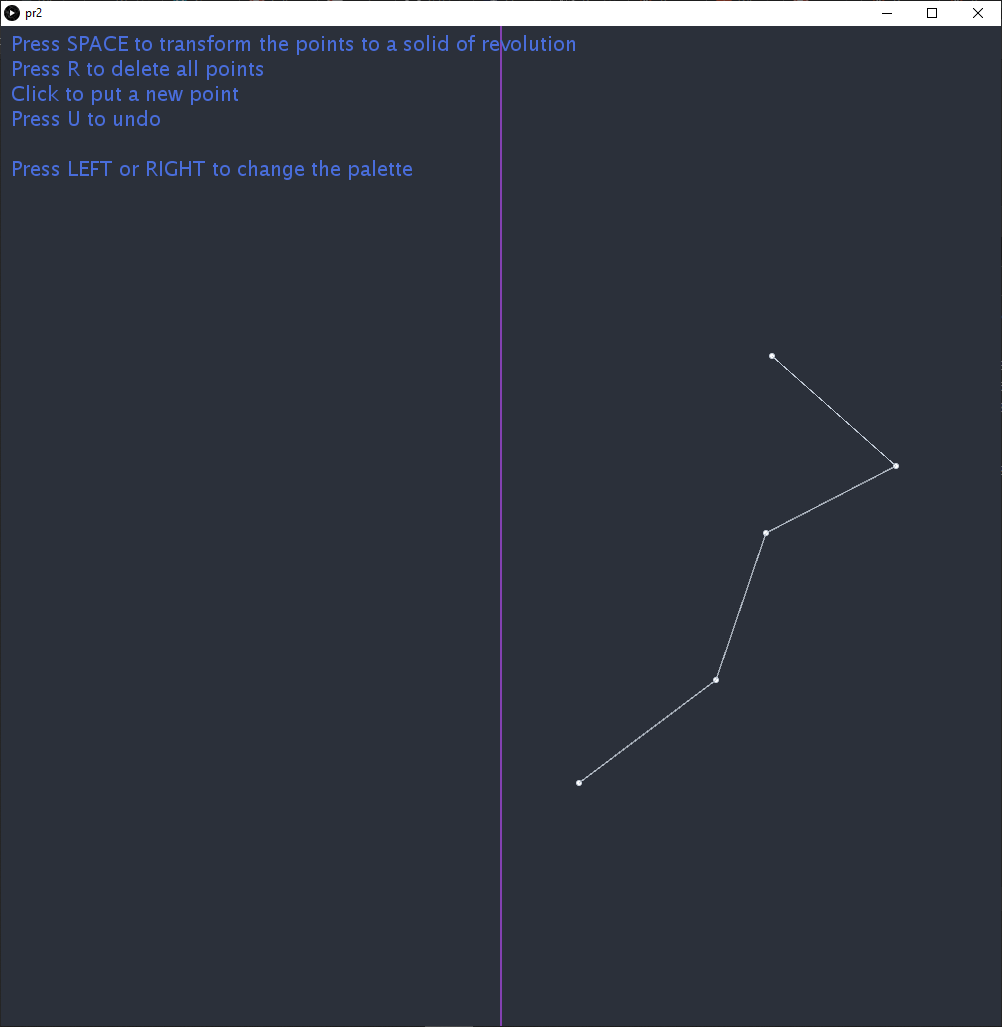 pr2
Press SPACE to transform the points to a solid of revolution
Press R to delete all points
Click to put a new point
Press U to undo
Press LEFT or RIGHT to change the palette